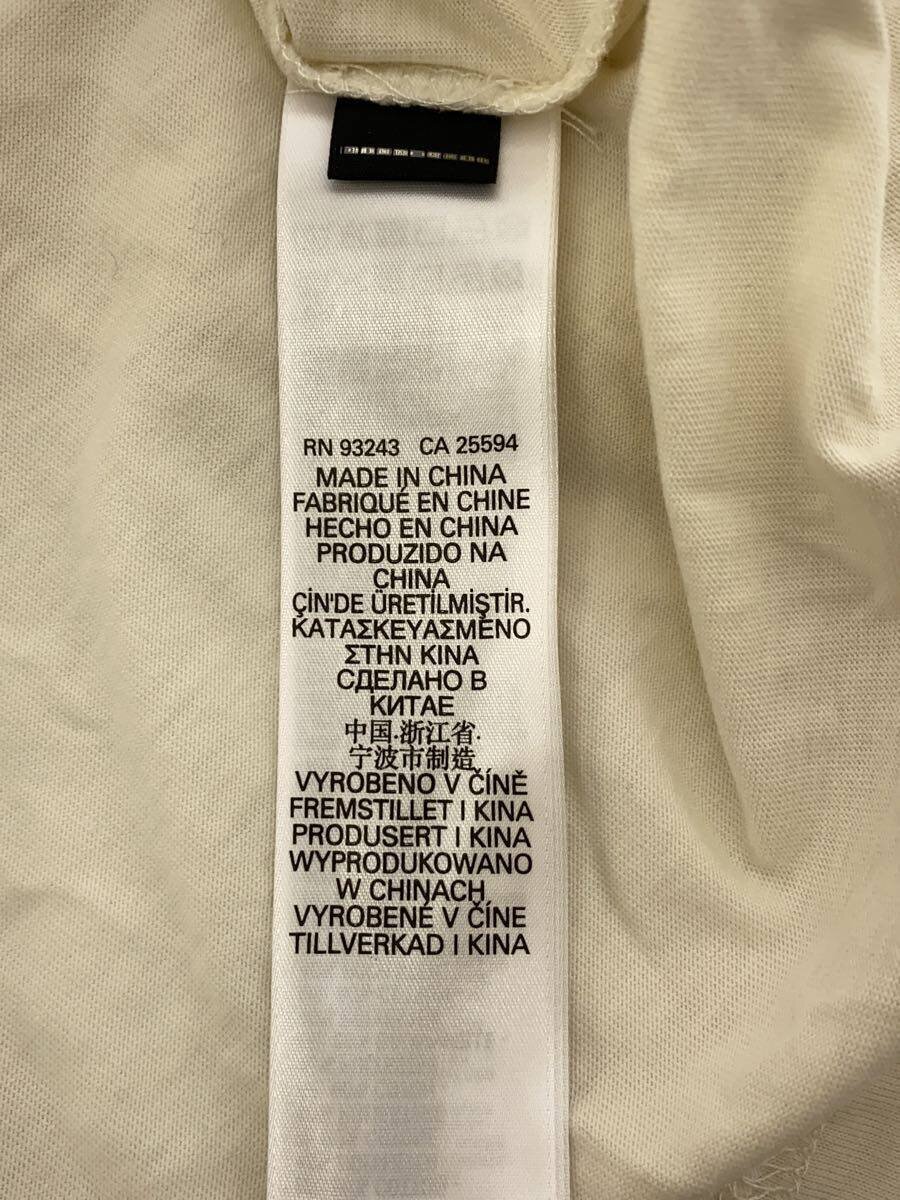 RN 93243 CA 25594
MADE IN CHINA
FABRIQUÉ EN CHINE
HECHO EN CHINA
PRODUZIDO NA
CHINA
ÇİN'DE ÜRETİLMİŞTİR.
ΚΑΤΑΣΚΕΥΑΣΜΕΝΟ
ΣΤΗΝ ΚΙΝΑ
СДЕЛАНО В
КИТАЕ
中国.浙江省.
宁波市制造
VYROBENO V ČÍNĚ
FREMSTILLET I KINA
PRODUSERT I KINA
WYPRODUKOWANO
W CHINACH
VYROBENÉ V ČÍNE
TILLVERKAD I KINA